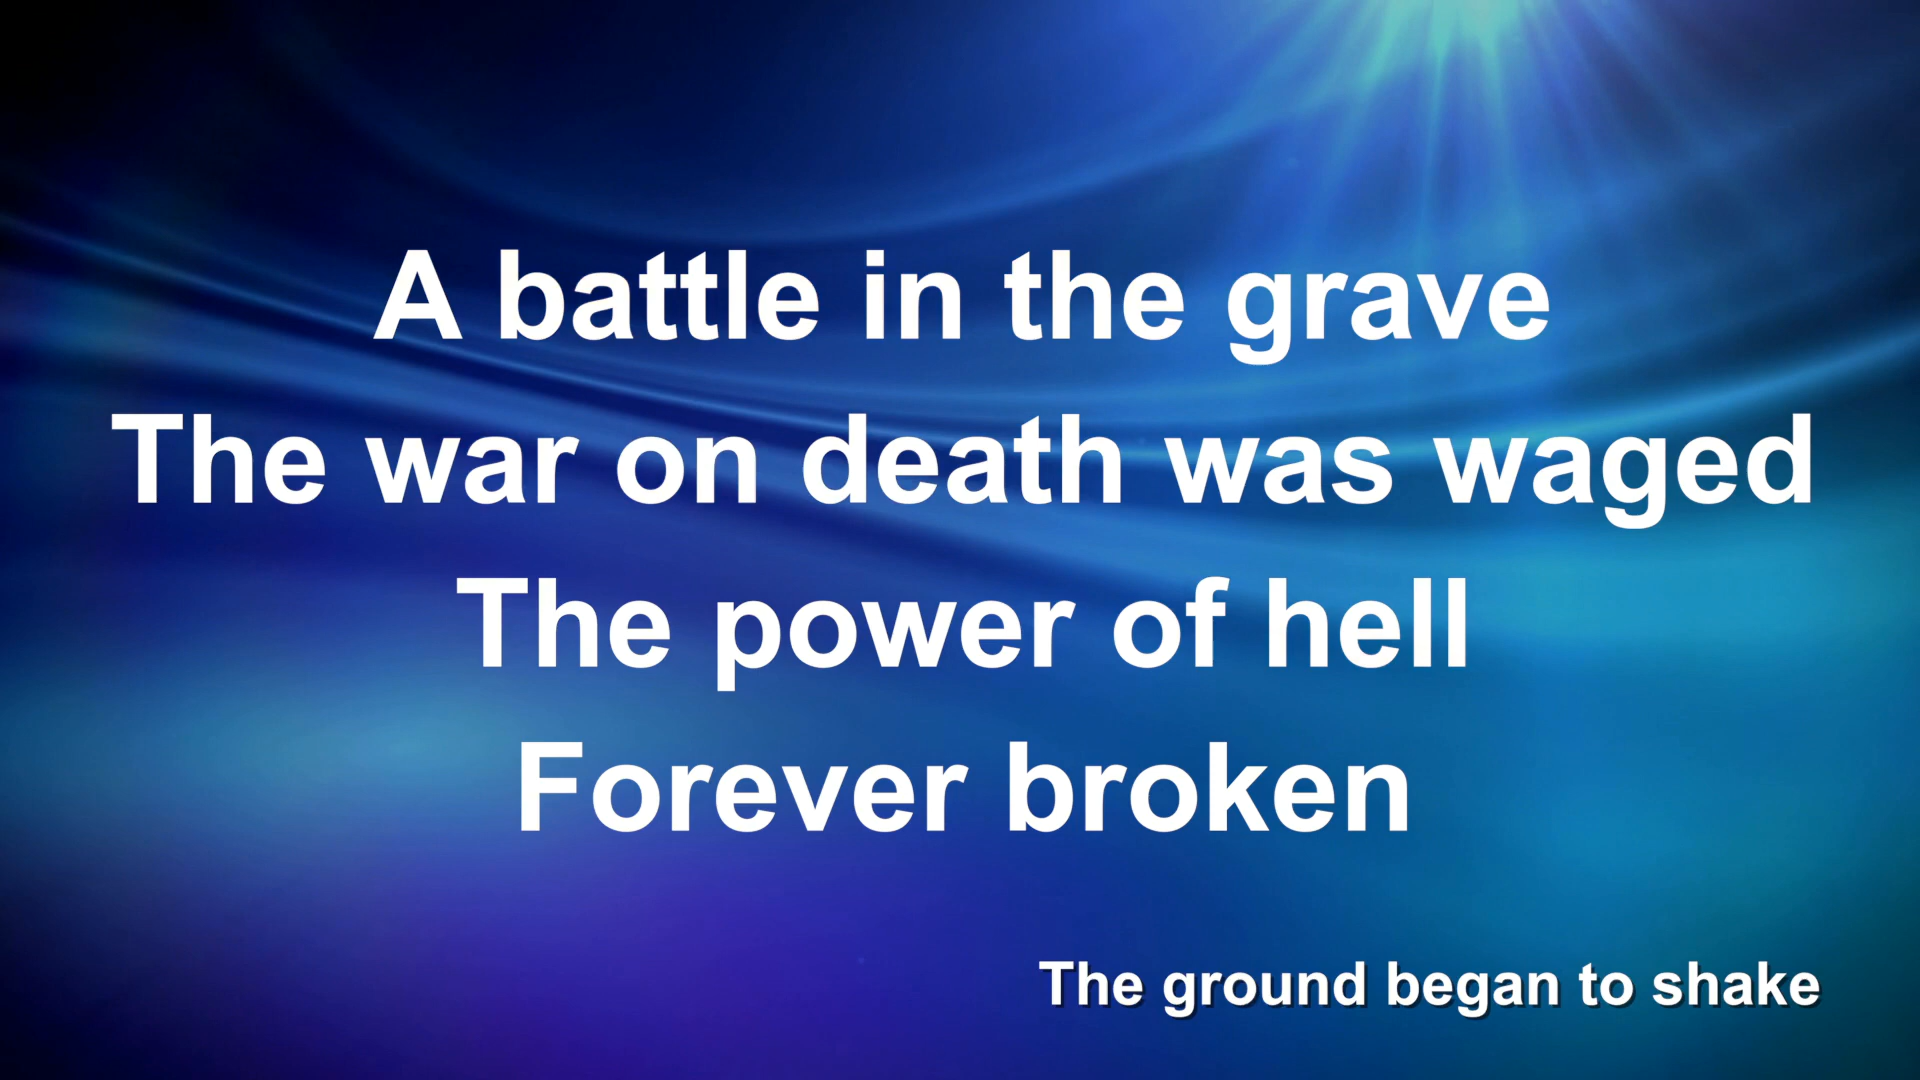 A battle in the grave
The war on death was waged
The power of hell
Forever broken
The ground began to shake